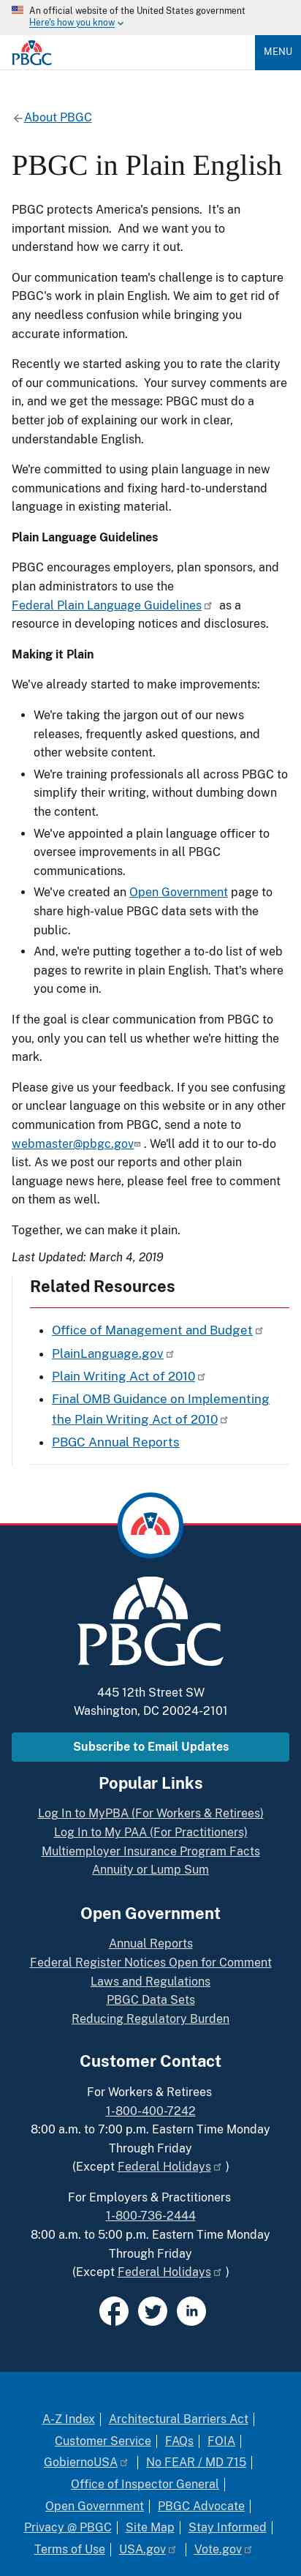 An official website of the United States government
Here's how you know
PBGC
MENU
About PBGC
PBGC in Plain English
PBGC protects America's pensions. It's an
important mission. And we want you to
understand how we carry it out.
Our communication team's challenge is to capture
PBGC's work in plain English. We aim to get rid of
any needless confusion while bringing you
accurate information.
Recently we started asking you to rate the clarity
of our communications. Your survey comments are
in, and we get the message: PBGC must do a
better job of explaining our work in clear,
understandable English.
We're committed to using plain language in new
communications and fixing hard-to-understand
language in existing material.
Plain Language Guidelines
PBGC encourages employers, plan sponsors, and
plan administrators to use the
Federal Plain Language Guidelines as a
resource in developing notices and disclosures.
Making it Plain
We've already started to make improvements:
• We're taking the jargon out of our news
releases, frequently asked questions, and
other website content.
• We're training professionals all across PBGC to
simplify their writing, without dumbing down
the content.
• We've appointed a plain language officer to
oversee improvements in all PBGC
communications.
• We've created an Open Government page to
share high-value PBGC data sets with the
public.
• And, we're putting together a to-do list of web
pages to rewrite in plain English. That's where
you come in.
If the goal is clear communication from PBGC to
you, only you can tell us whether we're hitting the
mark.
Please give us your feedback. If you see confusing
or unclear language on this website or in any other
communication from PBGC, send a note to
webmaster@pbgc.gov . We'll add it to our to-do
list. As we post our reports and other plain
language news here, please feel free to comment
on them as well.
Together, we can make it plain.
Last Updated: March 4, 2019
Related Resources
• Office of Management and Budget
• PlainLanguage.gov
• Plain Writing Act of 2010
• Final OMB Guidance on Implementing
the Plain Writing Act of 2010
• PBGC Annual Reports
PBGC
445 12th Street SW
Washington, DC 20024-2101
Subscribe to Email Updates
Popular Links
Log In to MyPBA (For Workers & Retirees)
Log In to My PAA (For Practitioners)
Multiemployer Insurance Program Facts
Annuity or Lump Sum
Open Government
Annual Reports
Federal Register Notices Open for Comment
Laws and Regulations
PBGC Data Sets
Reducing Regulatory Burden
Customer Contact
For Workers & Retirees
1-800-400-7242
8:00 a.m. to 7:00 p.m. Eastern Time Monday
Through Friday
(Except Federal Holidays )
For Employers & Practitioners
1-800-736-2444
8:00 a.m. to 5:00 p.m. Eastern Time Monday
Through Friday
(Except Federal Holidays )
A-Z Index | Architectural Barriers Act |
Customer Service | FAQs | FOIA |
GobiernoUSA | No FEAR / MD 715 |
Office of Inspector General |
Open Government | PBGC Advocate |
Privacy @ PBGC | Site Map | Stay Informed |
Terms of Use | USA.gov | Vote.gov